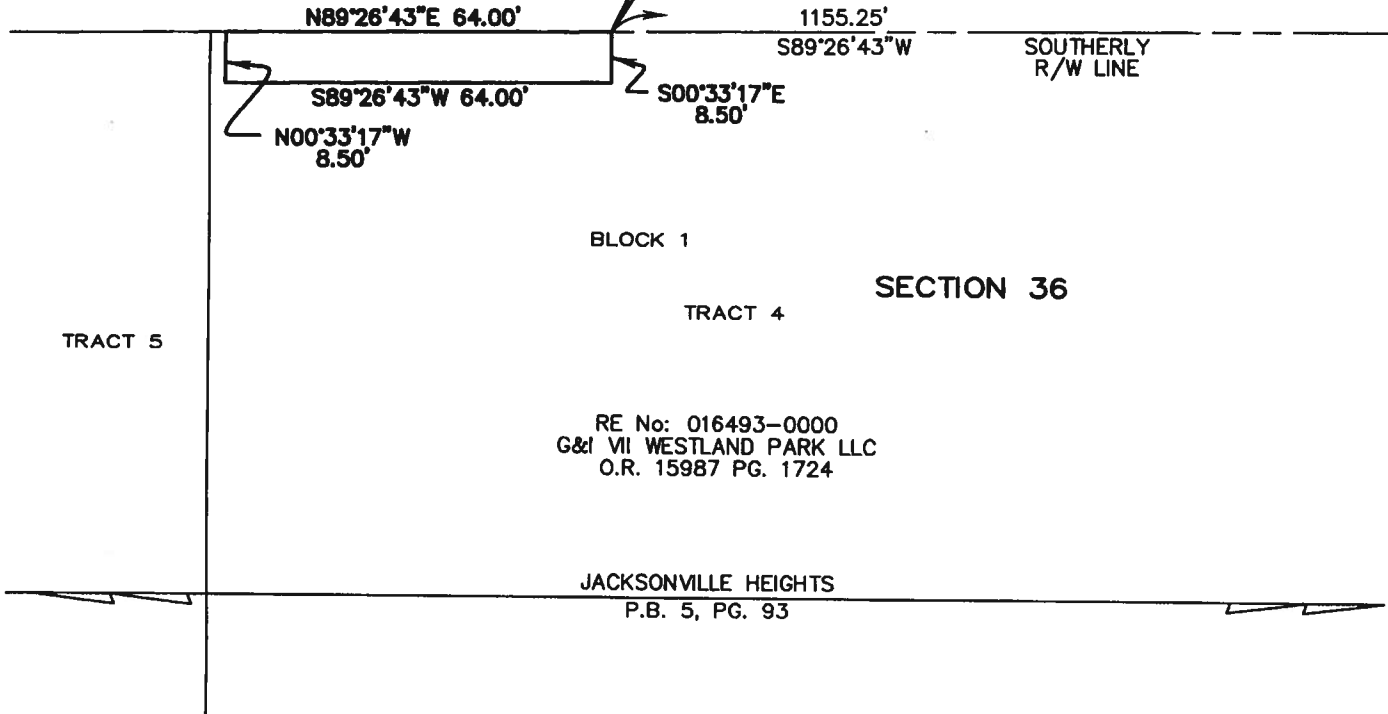 N89°26'43"E 64.00'
1155.25'
S89°26'43"W
SOUTHERLY
R/W LINE
S89°26'43"W 64.00'
S00°33'17"E
8.50'
N00°33'17"W
8.50'
BLOCK 1
SECTION 36
TRACT 4
TRACT 5
RE No: 016493-0000
G&I VII WESTLAND PARK LLC
O.R. 15987 PG. 1724
JACKSONVILLE HEIGHTS
P.B. 5, PG. 93